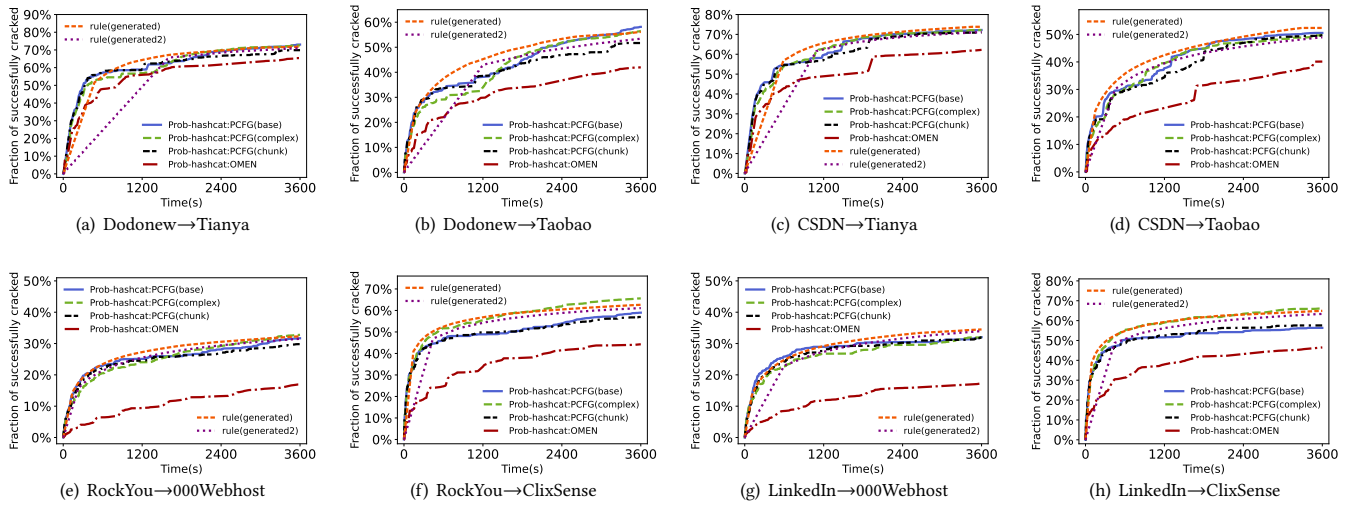 Fraction of successfully cracked
90%
80%
70%
60%
50%
40%
30%
20%
10%
0%
rule(generated)
rule(generated2)
Prob-hashcat:PCFG(base)
Prob-hashcat:PCFG(complex)
Prob-hashcat:PCFG(chunk)
Prob-hashcat:OMEN
0 1200 2400 3600
Time(s)
(a) Dodonew→Tianya
Fraction of successfully cracked
60%
50%
40%
30%
20%
10%
0%
rule(generated)
rule(generated2)
Prob-hashcat:PCFG(base)
Prob-hashcat:PCFG(complex)
Prob-hashcat:PCFG(chunk)
Prob-hashcat:OMEN
0 1200 2400 3600
Time(s)
(b) Dodonew→Taobao
Fraction of successfully cracked
80%
70%
60%
50%
40%
30%
20%
10%
0%
Prob-hashcat:PCFG(base)
Prob-hashcat:PCFG(complex)
Prob-hashcat:PCFG(chunk)
Prob-hashcat:OMEN
rule(generated)
rule(generated2)
0 1200 2400 3600
Time(s)
(c) CSDN→Tianya
Fraction of successfully cracked
50%
40%
30%
20%
10%
0%
rule(generated)
rule(generated2)
Prob-hashcat:PCFG(base)
Prob-hashcat:PCFG(complex)
Prob-hashcat:PCFG(chunk)
Prob-hashcat:OMEN
0 1200 2400 3600
Time(s)
(d) CSDN→Taobao
Fraction of successfully cracked
50%
40%
30%
20%
10%
0%
Prob-hashcat:PCFG(base)
Prob-hashcat:PCFG(complex)
Prob-hashcat:PCFG(chunk)
Prob-hashcat:OMEN
rule(generated)
rule(generated2)
0 1200 2400 3600
Time(s)
(e) RockYou→000Webhost
Fraction of successfully cracked
70%
60%
50%
40%
30%
20%
10%
0%
rule(generated)
rule(generated2)
Prob-hashcat:PCFG(base)
Prob-hashcat:PCFG(complex)
Prob-hashcat:PCFG(chunk)
Prob-hashcat:OMEN
0 1200 2400 3600
Time(s)
(f) RockYou→ClixSense
Fraction of successfully cracked
50%
40%
30%
20%
10%
0%
Prob-hashcat:PCFG(base)
Prob-hashcat:PCFG(complex)
Prob-hashcat:PCFG(chunk)
Prob-hashcat:OMEN
rule(generated)
rule(generated2)
0 1200 2400 3600
Time(s)
(g) LinkedIn→000Webhost
Fraction of successfully cracked
80%
70%
60%
50%
40%
30%
20%
10%
0%
rule(generated)
rule(generated2)
Prob-hashcat:PCFG(base)
Prob-hashcat:PCFG(complex)
Prob-hashcat:PCFG(chunk)
Prob-hashcat:OMEN
0 1200 2400 3600
Time(s)
(h) LinkedIn→ClixSense